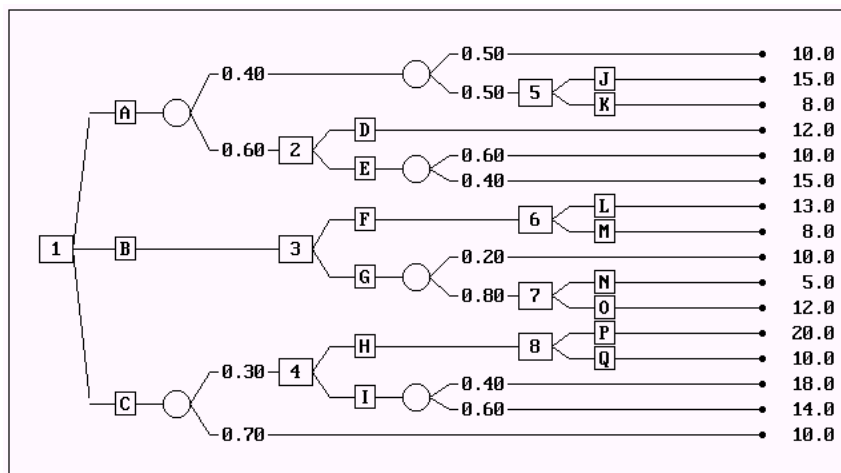 0.50 10.0
0.40
J 15.0
0.50 5
K 8.0
A
D 12.0
0.60 2
0.60 10.0
E
0.40 15.0
L 13.0
F 6
M 8.0
1 B 3
0.20 10.0
G
N 5.0
0.80 7
O 12.0
P 20.0
H 8
Q 10.0
0.30 4
0.40 18.0
I
C
0.60 14.0
0.70 10.0